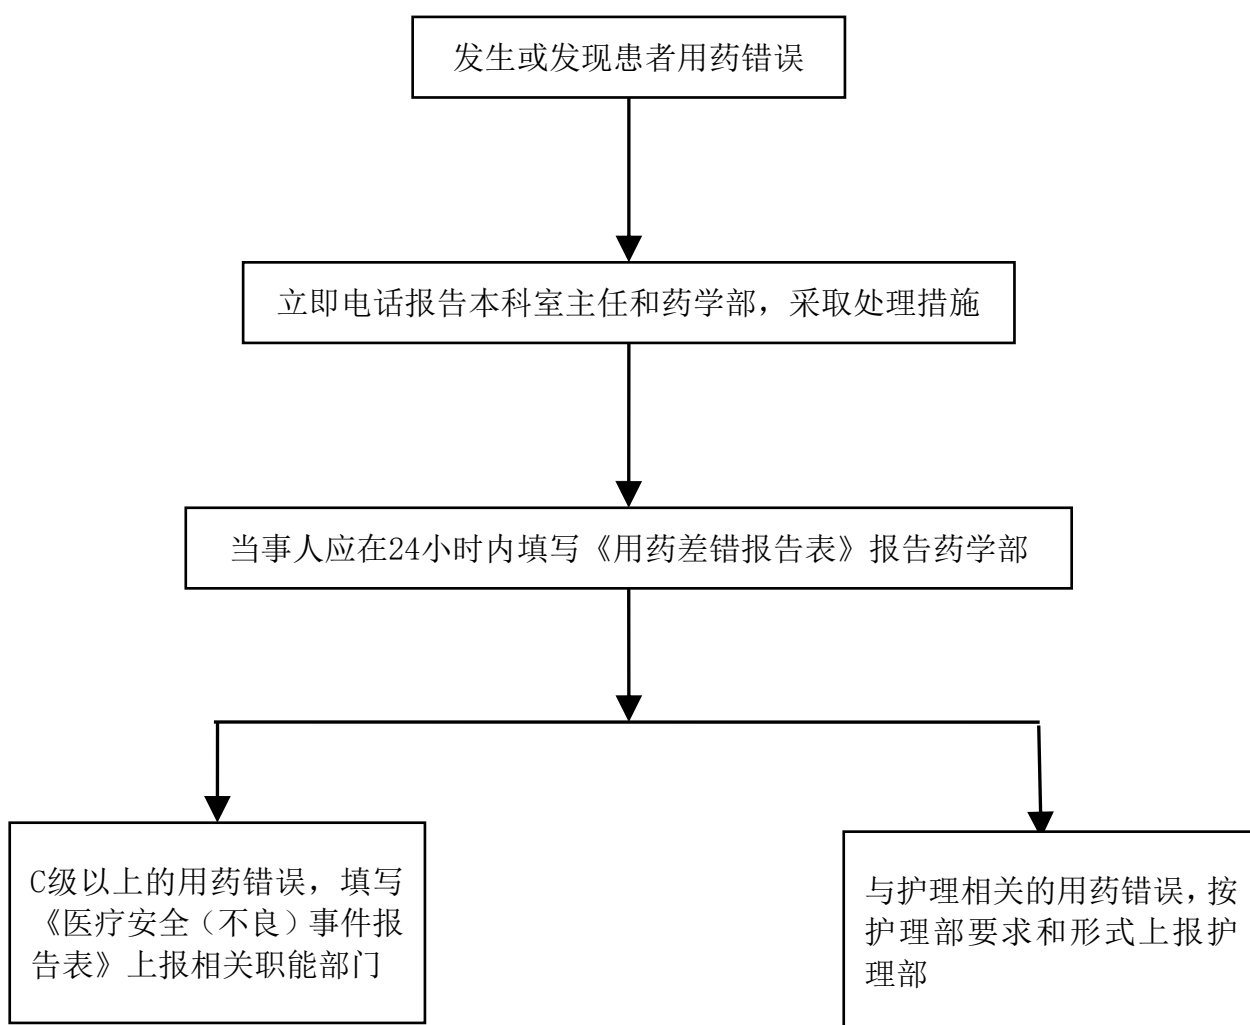 发生或发现患者用药错误
立即电话报告本科室主任和药学部，采取处理措施
当事人应在24小时内填写《用药差错报告表》报告药学部
C级以上的用药错误，填写
《医疗安全（不良）事件报
告表》上报相关职能部门
与护理相关的用药错误，按
护理部要求和形式上报护
理部